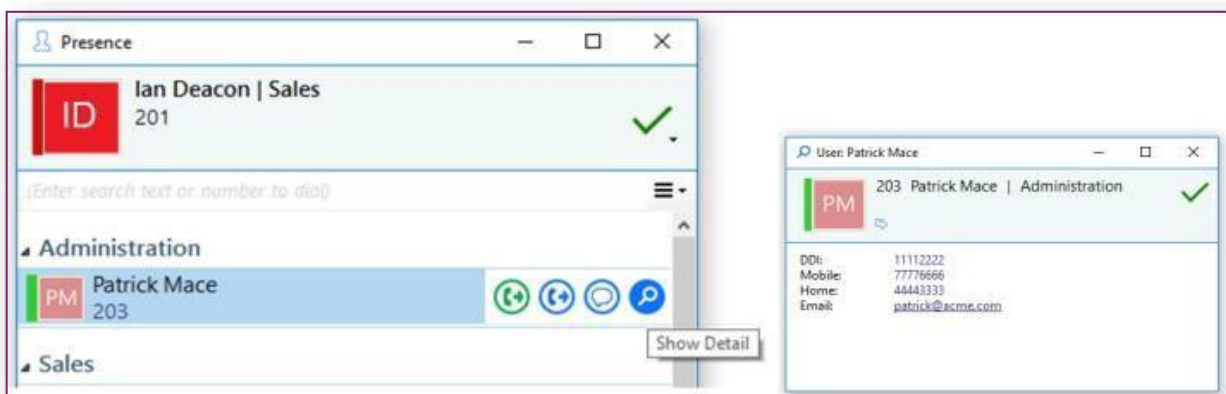 Presence
Ian Deacon | Sales
ID
201
(Enter search text or number to dial)
Administration
Patrick Mace
PM
203
Show Detail
Sales
User: Patrick Mace
203 Patrick Mace | Administration
PM
DDI: 11112222
Mobile: 77776666
Home: 44443333
Email: patrick@acme.com